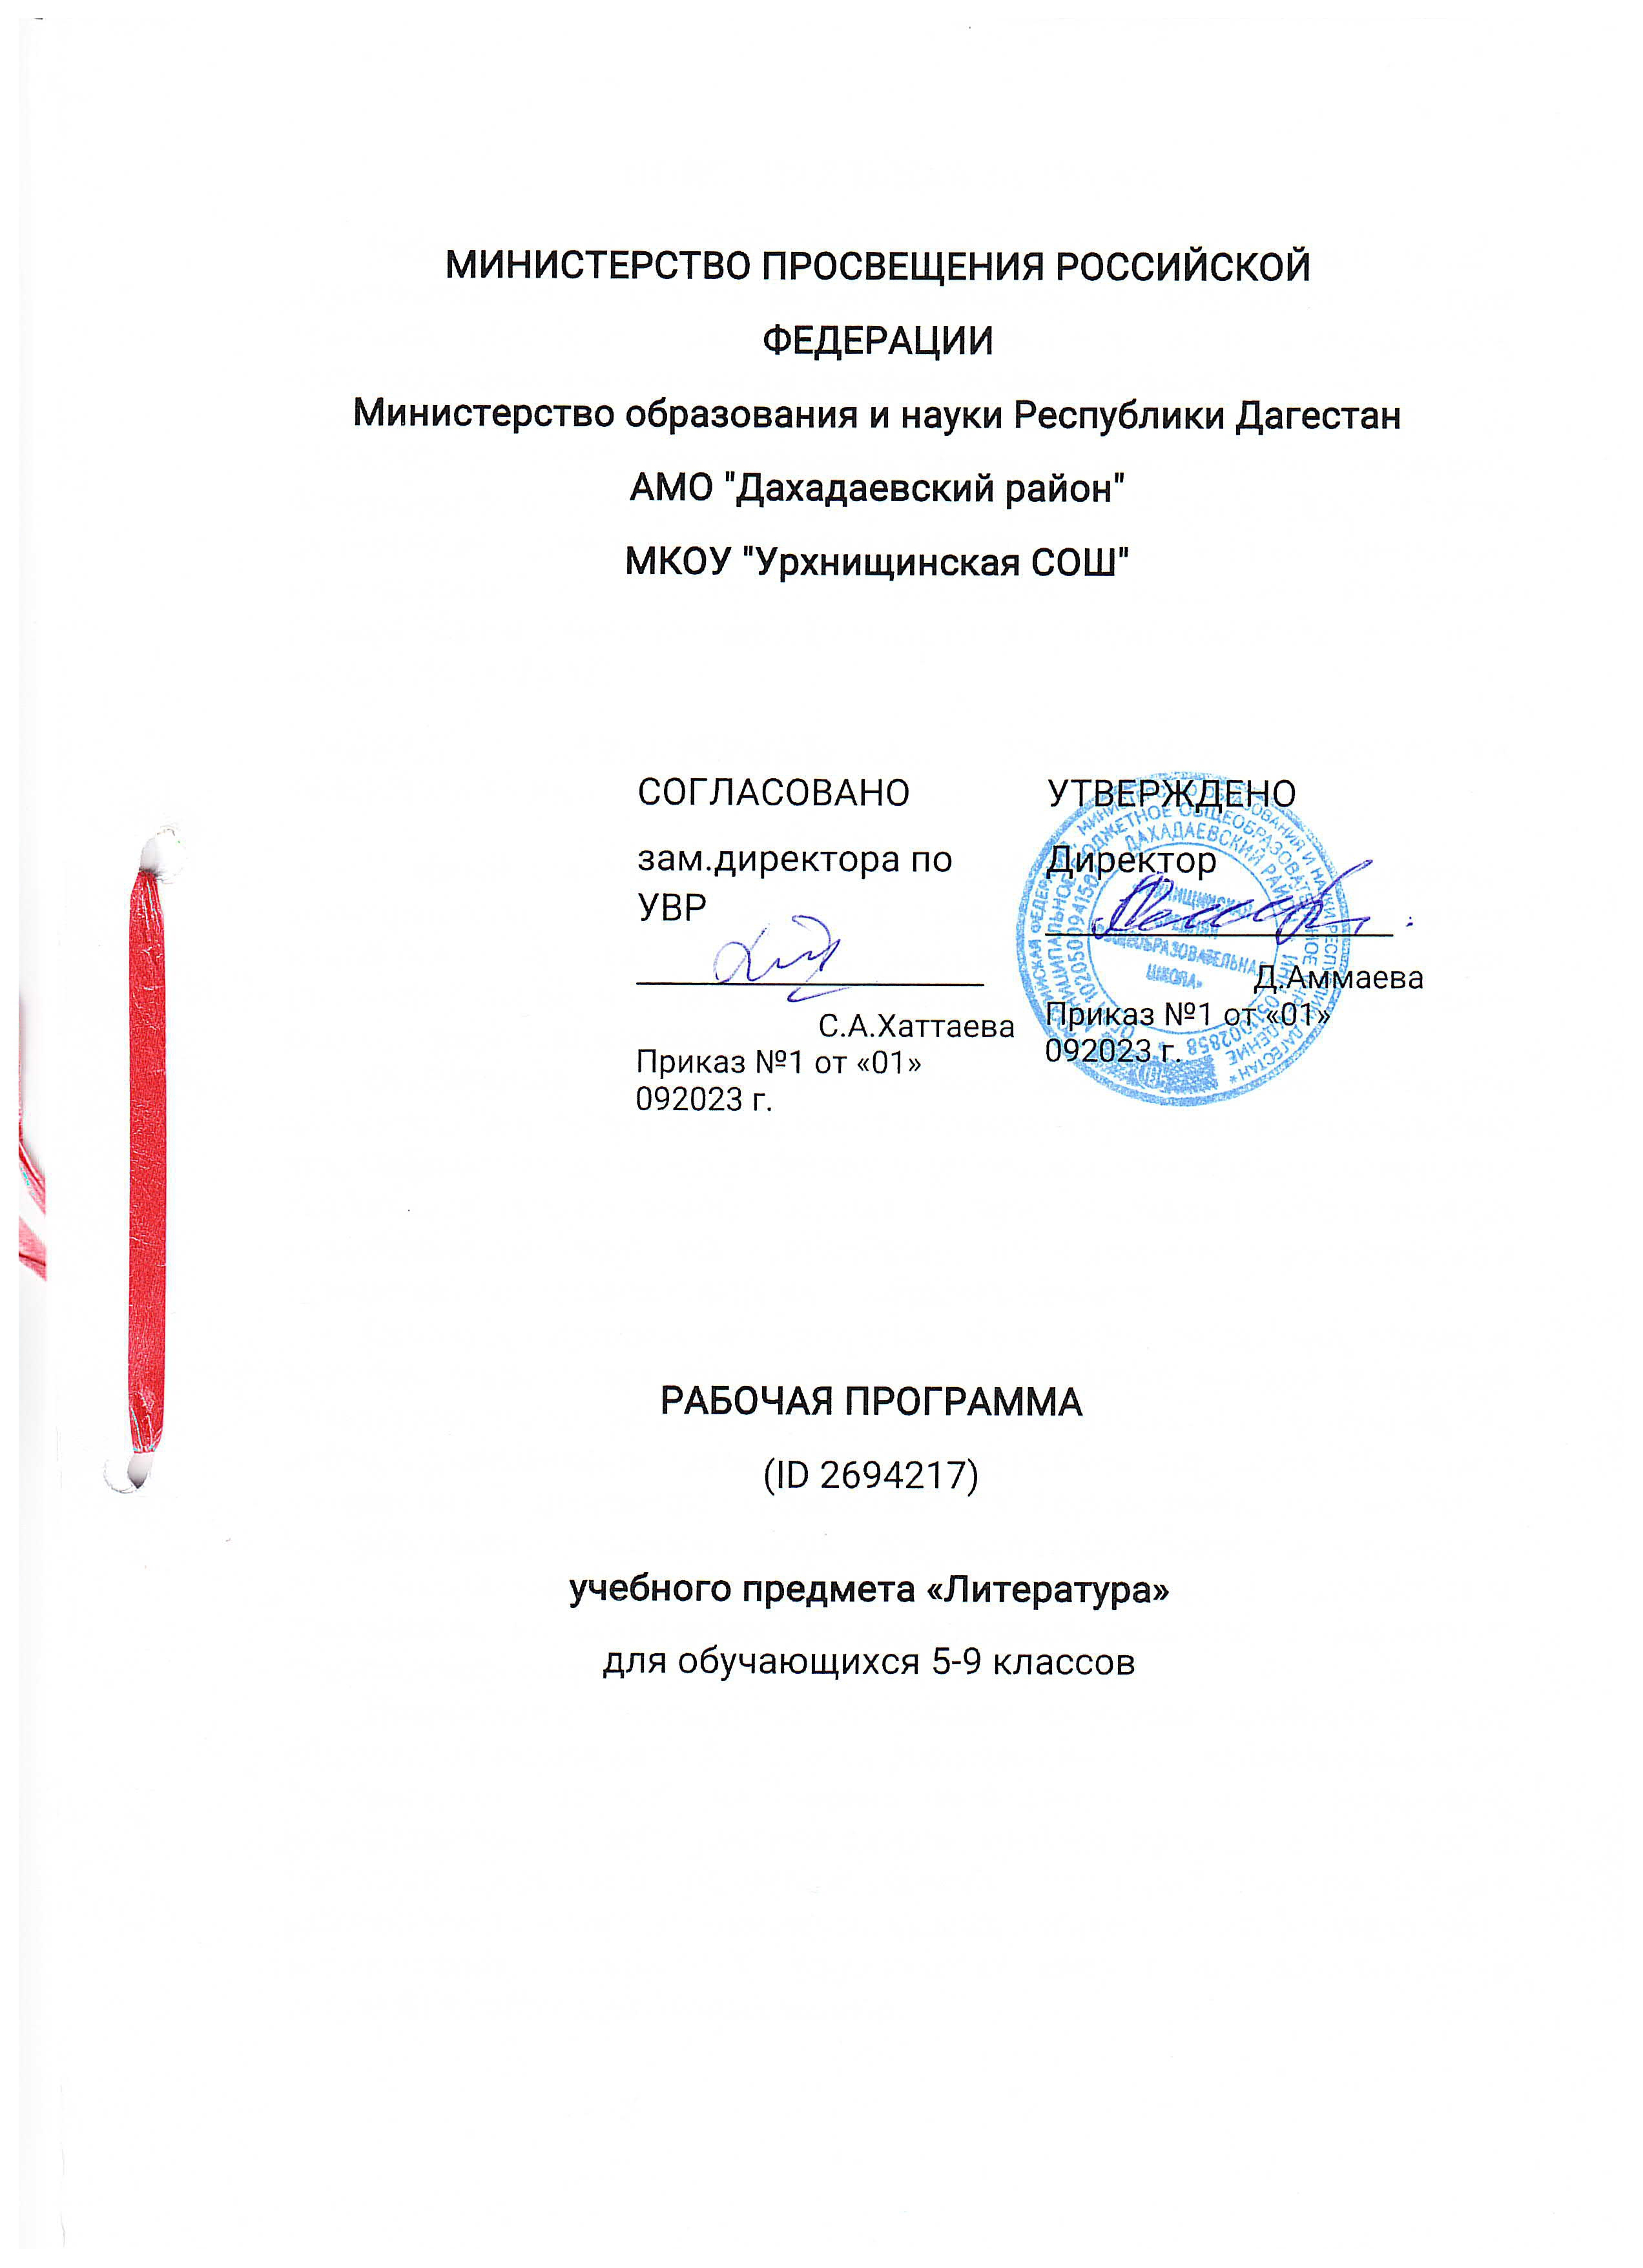 МИНИСТЕРСТВО ПРОСВЕЩЕНИЯ РОССИЙСКОЙ
ФЕДЕРАЦИИ
Министерство образования и науки Республики Дагестан
АМО "Дахадаевский район"
МКОУ "Урхнищинская СОШ"
СОГЛАСОВАНО
зам.директора по
УВР
С.А.Хаттаева
Приказ №1 от «01»
092023 г.
УТВЕРЖДЕНО
Директор
Д.Аммаева
Приказ №1 от «01»
092023 г.
РАБОЧАЯ ПРОГРАММА
(ID 2694217)
учебного предмета «Литература»
для обучающихся 5-9 классов